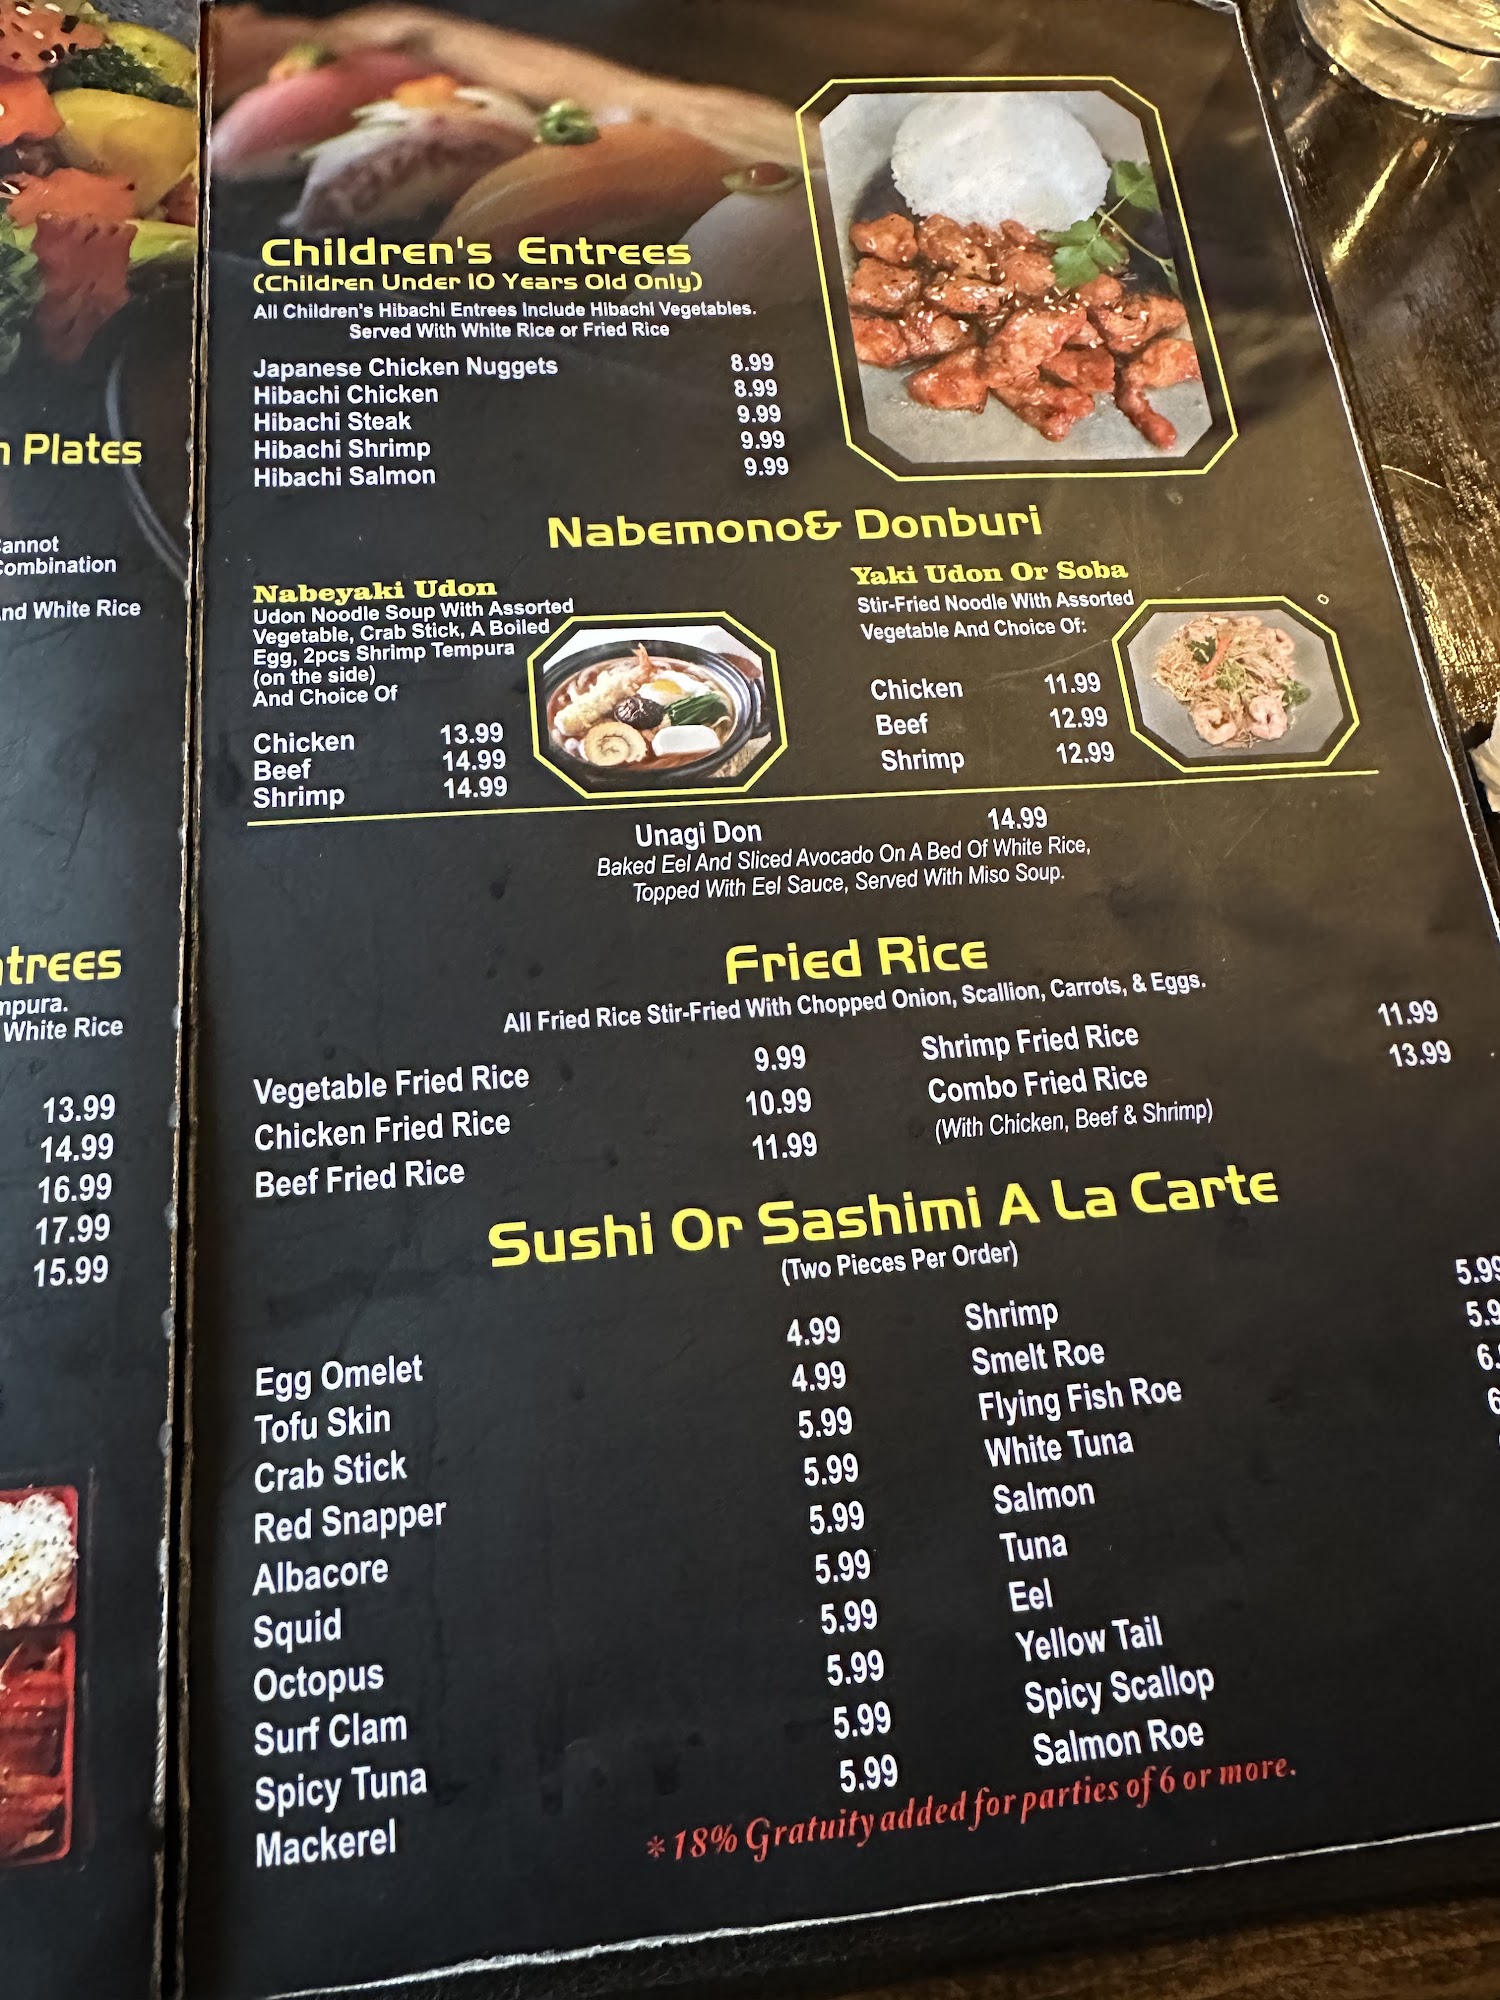 n Plates
Cannot
Combination
And White Rice
ntrees
mpura.
White Rice
13.99
14.99
16.99
17.99
15.99
Children's Entrees
(Children Under 10 Years Old Only)
All Children's Hibachi Entrees Include Hibachi Vegetables.
Served With White Rice or Fried Rice
Japanese Chicken Nuggets 8.99
Hibachi Chicken 8.99
Hibachi Steak 9.99
Hibachi Shrimp 9.99
Hibachi Salmon 9.99
Nabemono& Donburi
Nabeyaki Udon
Udon Noodle Soup With Assorted
Vegetable, Crab Stick, A Boiled
Egg, 2pcs Shrimp Tempura
(on the side)
And Choice Of
Chicken 13.99
Beef 14.99
Shrimp 14.99
Yaki Udon Or Soba
Stir-Fried Noodle With Assorted
Vegetable And Choice Of:
Chicken 11.99
Beef 12.99
Shrimp 12.99
Unagi Don 14.99
Baked Eel And Sliced Avocado On A Bed Of White Rice,
Topped With Eel Sauce, Served With Miso Soup.
Fried Rice
All Fried Rice Stir-Fried With Chopped Onion, Scallion, Carrots, & Eggs.
Vegetable Fried Rice 9.99
Chicken Fried Rice 10.99
Beef Fried Rice 11.99
Shrimp Fried Rice 11.99
Combo Fried Rice 13.99
(With Chicken, Beef & Shrimp)
Sushi Or Sashimi A La Carte
(Two Pieces Per Order)
Egg Omelet 4.99
Tofu Skin 4.99
Crab Stick 5.99
Red Snapper 5.99
Albacore 5.99
Squid 5.99
Octopus 5.99
Surf Clam 5.99
Spicy Tuna 5.99
Mackerel 5.99
Shrimp 5.99
Smelt Roe 5.9
Flying Fish Roe 6.
White Tuna 6
Salmon
Tuna
Eel
Yellow Tail
Spicy Scallop
Salmon Roe
*18% Gratuity added for parties of 6 or more.